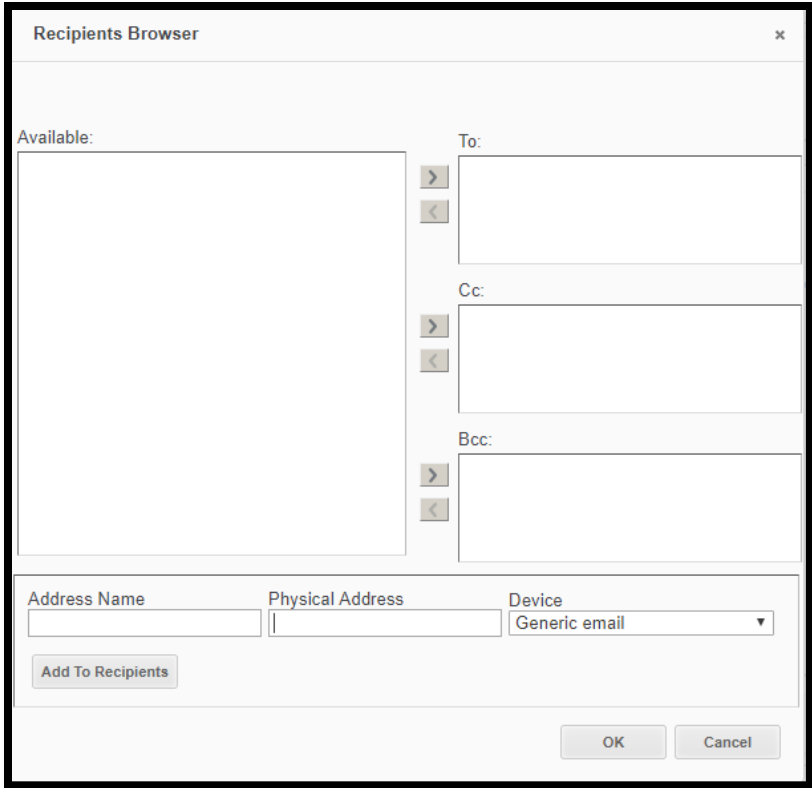 Recipients Browser
Available:
To:
Cc:
Bcc:
Address Name
Physical Address
Device
Generic email
Add To Recipients
OK
Cancel